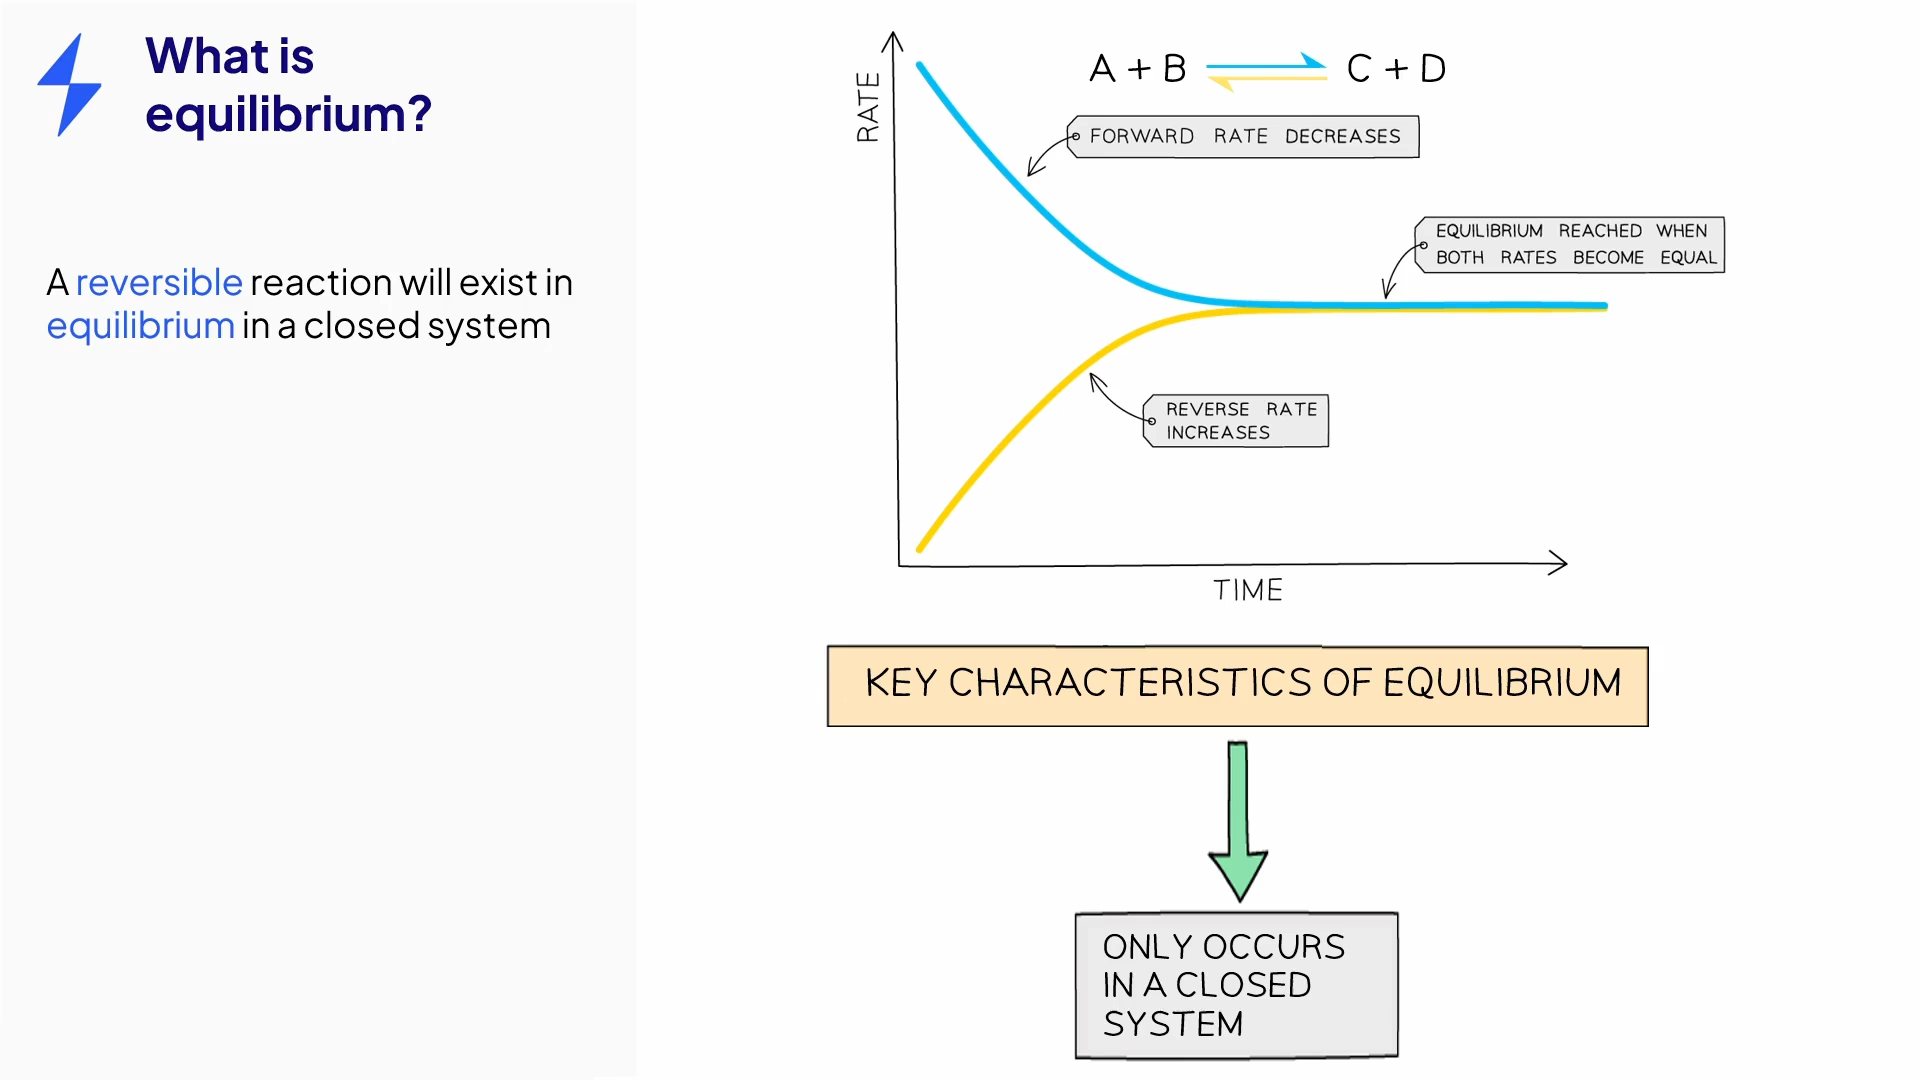 What is
equilibrium?
A reversible reaction will exist in
equilibrium in a closed system
RATE
A + B ⇌ C + D
FORWARD RATE DECREASES
EQUILIBRIUM REACHED WHEN
BOTH RATES BECOME EQUAL
REVERSE RATE
INCREASES
TIME
KEY CHARACTERISTICS OF EQUILIBRIUM
ONLY OCCURS
IN A CLOSED
SYSTEM